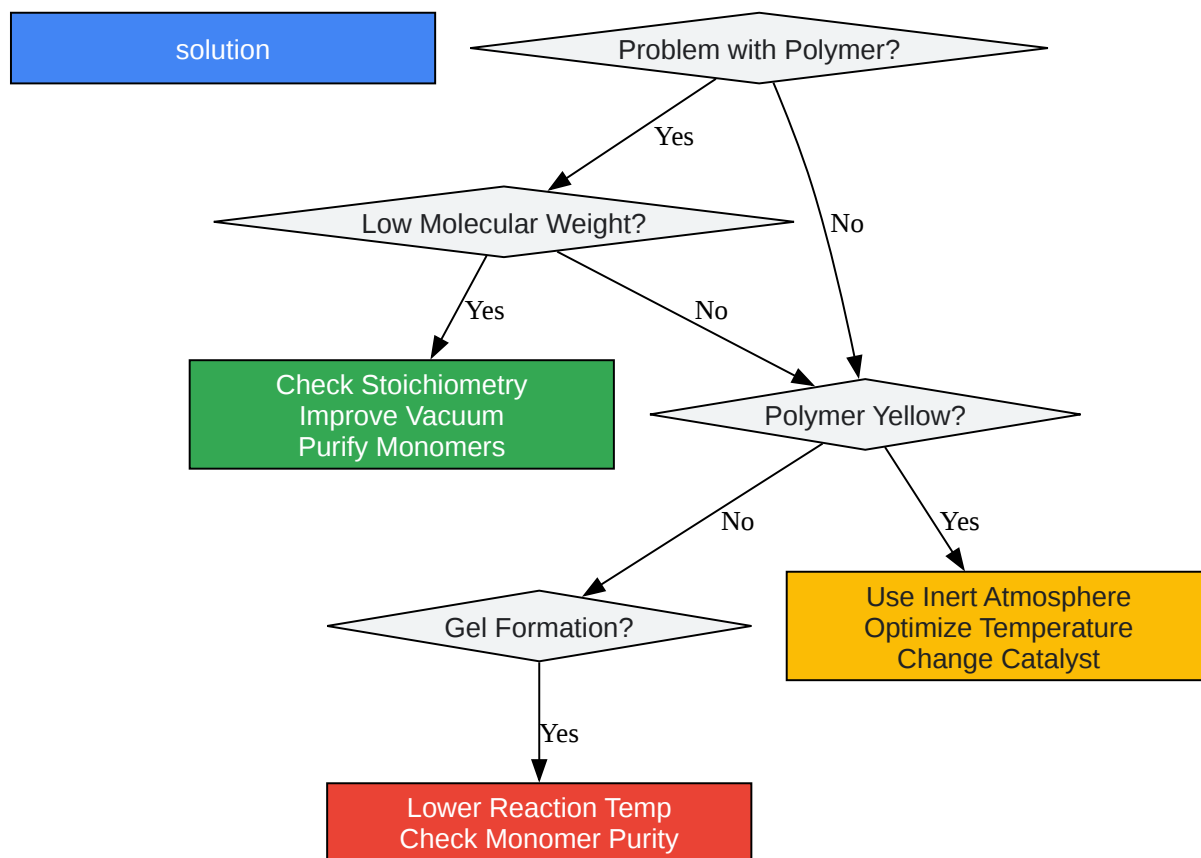 solution
Problem with Polymer?
Yes
Low Molecular Weight?
No
Yes
No
Check Stoichiometry
Improve Vacuum
Purify Monomers
Polymer Yellow?
No
Yes
Use Inert Atmosphere
Optimize Temperature
Change Catalyst
Gel Formation?
Yes
Lower Reaction Temp
Check Monomer Purity